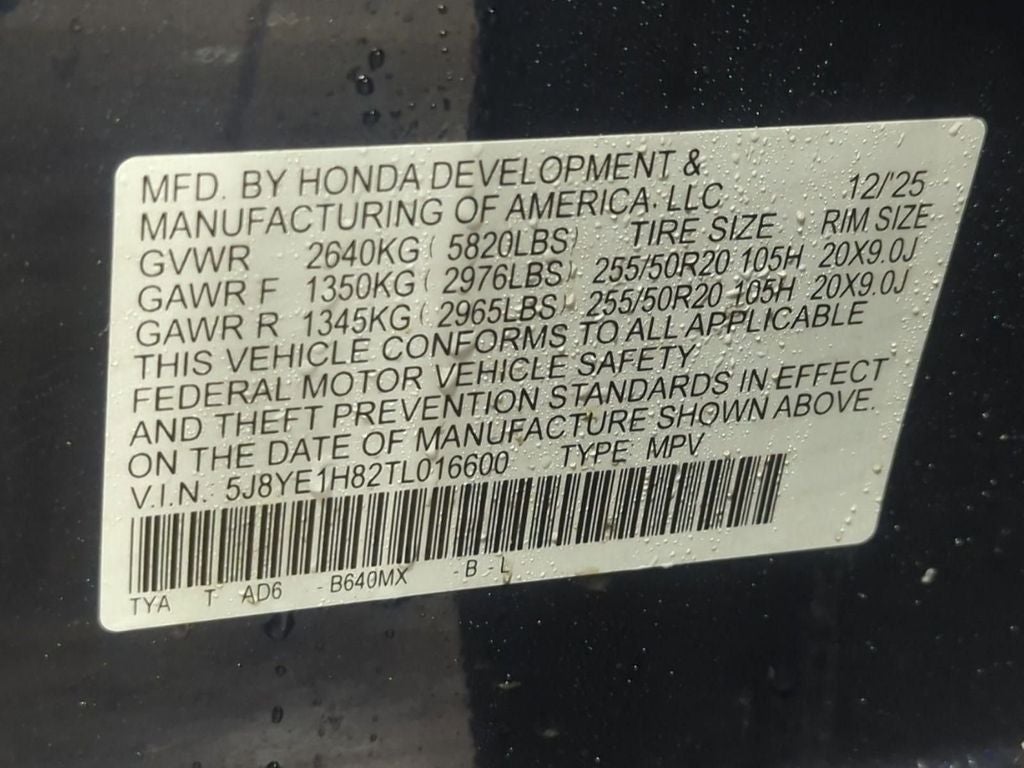 MFD. BY HONDA DEVELOPMENT &
MANUFACTURING OF AMERICA, LLC 12/'25
GVWR 2640KG ( 5820LBS) TIRE SIZE RIM SIZE
GAWR F 1350KG ( 2976LBS) 255/50R20 105H 20X9.0J
GAWR R 1345KG ( 2965LBS) 255/50R20 105H 20X9.0J
THIS VEHICLE CONFORMS TO ALL APPLICABLE
FEDERAL MOTOR VEHICLE SAFETY
AND THEFT PREVENTION STANDARDS IN EFFECT
ON THE DATE OF MANUFACTURE SHOWN ABOVE.
V.I.N.: 5J8YE1H82TL016600 TYPE: MPV
TYA T AD6 -B640MX -B -L